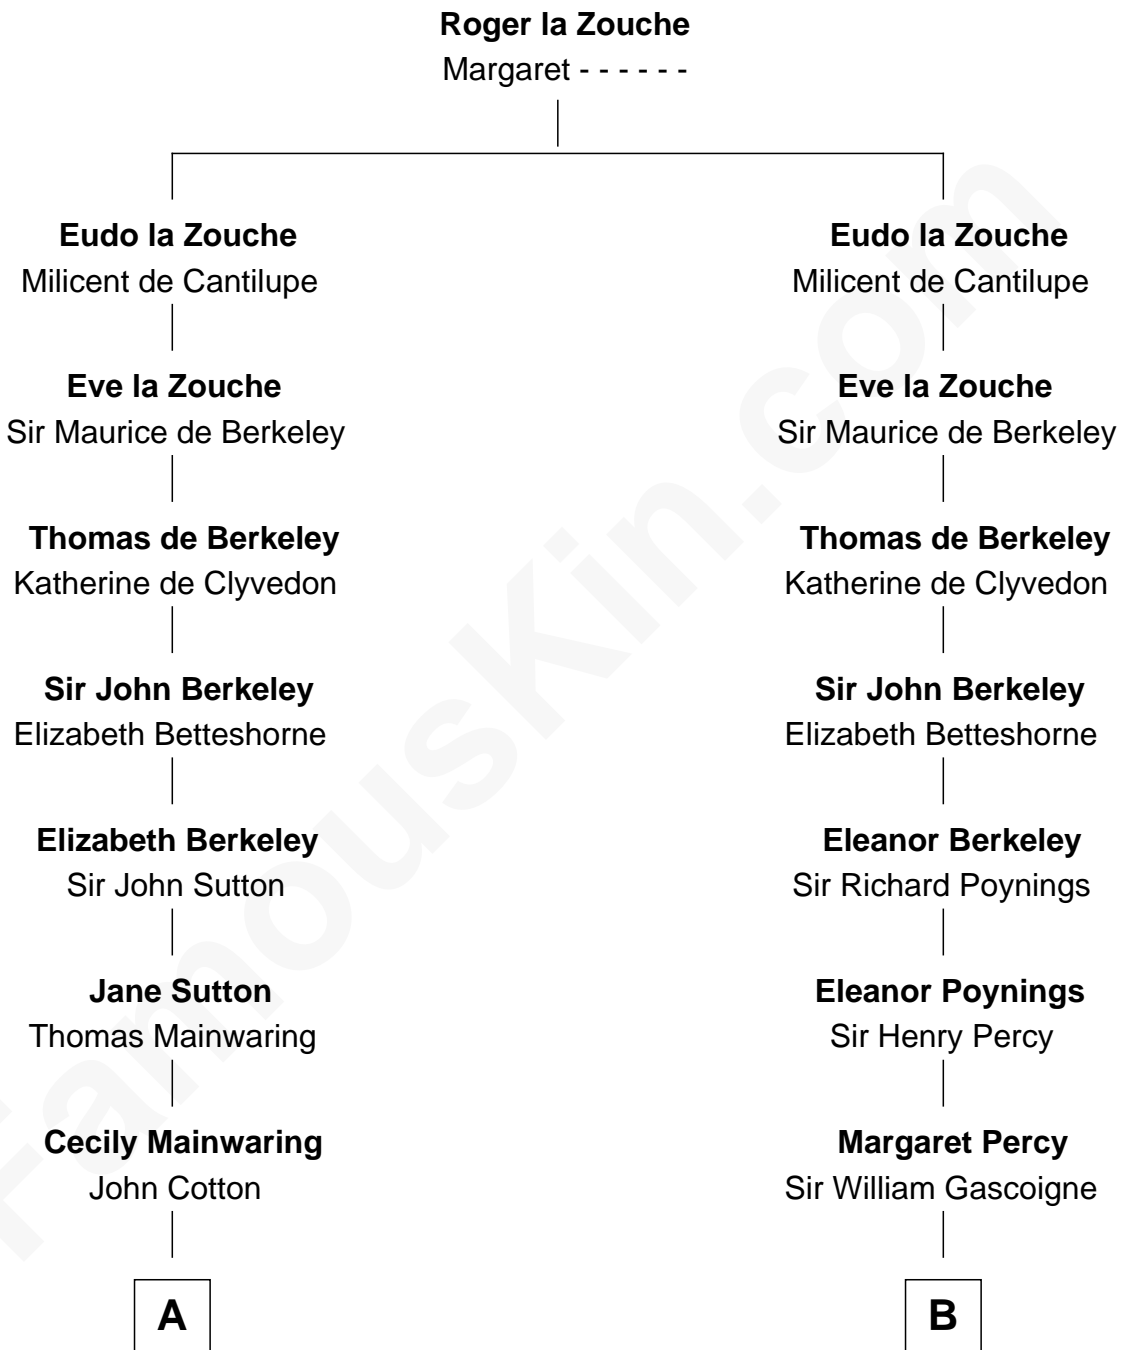 Roger la Zouche
Margaret - - - - - -
Eudo la Zouche
Milicent de Cantilupe
Eve la Zouche
Sir Maurice de Berkeley
Thomas de Berkeley
Katherine de Clyvedon
Sir John Berkeley
Elizabeth Betteshorne
Elizabeth Berkeley
Sir John Sutton
Jane Sutton
Thomas Mainwaring
Cecily Mainwaring
John Cotton
A
Eudo la Zouche
Milicent de Cantilupe
Eve la Zouche
Sir Maurice de Berkeley
Thomas de Berkeley
Katherine de Clyvedon
Sir John Berkeley
Elizabeth Betteshorne
Eleanor Berkeley
Sir Richard Poynings
Eleanor Poynings
Sir Henry Percy
Margaret Percy
Sir William Gascoigne
B
FamousKin.com